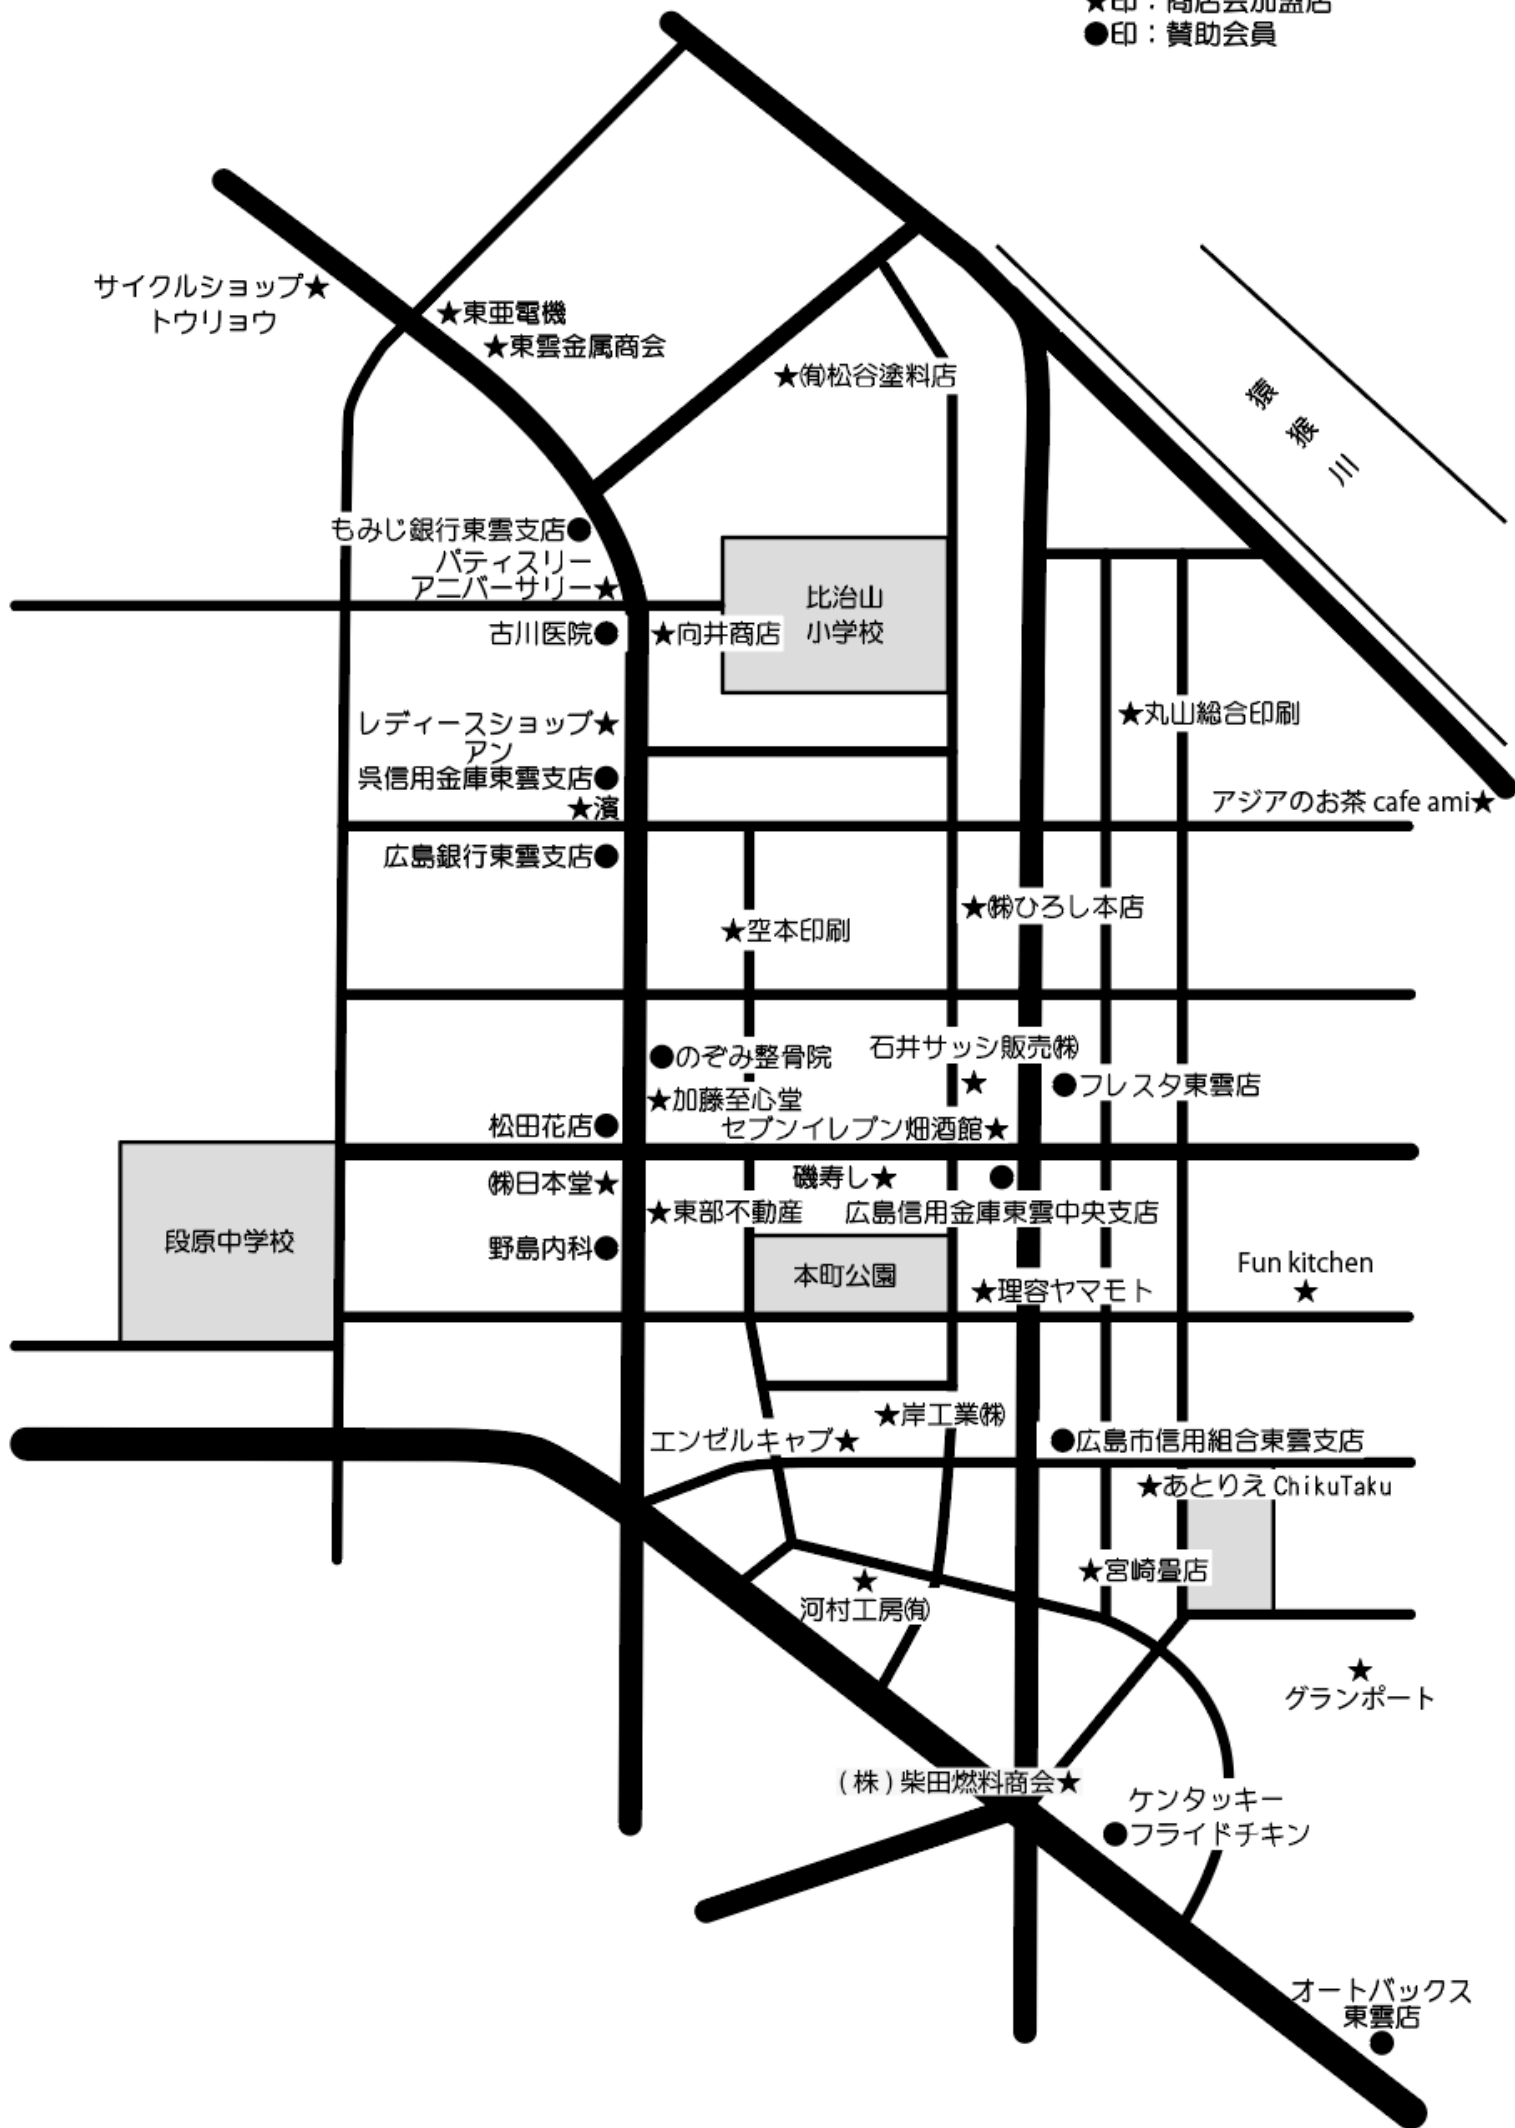 ★印：商店会加盟店
●印：賛助会員
サイクルショップ★
トウリョウ
★東亜電機
★東雲金属商会
★㈲松谷塗料店
猿猴川
もみじ銀行東雲支店●
パティスリー
アニバーサリー★
比治山
小学校
古川医院●
★向井商店
レディースショップ★
アン
★丸山総合印刷
呉信用金庫東雲支店●
★濱
アジアのお茶 cafe ami★
広島銀行東雲支店●
★空本印刷
★㈱ひろし本店
●のぞみ整骨院
石井サッシ販売㈱
★
●フレスタ東雲店
★加藤至心堂
松田花店●
セブンイレブン畑酒館★
㈱日本堂★
磯寿し★
●
★東部不動産
広島信用金庫東雲中央支店
段原中学校
野島内科●
本町公園
★理容ヤマモト
Fun kitchen
★
★岸工業㈱
エンゼルキャブ★
●広島市信用組合東雲支店
★あとりえ ChikuTaku
★宮崎畳店
★
河村工房㈲
★
グランポート
(株)柴田燃料商会★
ケンタッキー
●フライドチキン
オートバックス
東雲店
●